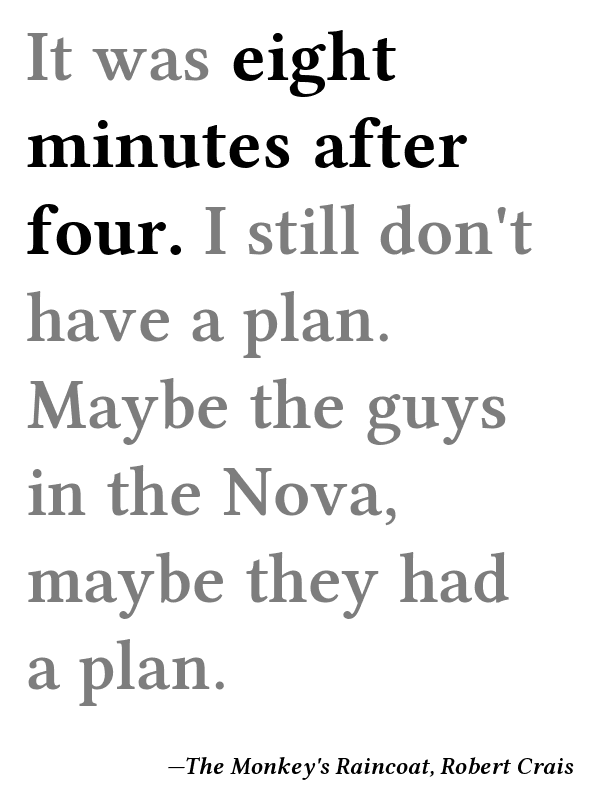 It was eight
minutes after
four. I still don't
have a plan.
Maybe the guys
in the Nova,
maybe they had
a plan.
—The Monkey's Raincoat, Robert Crais